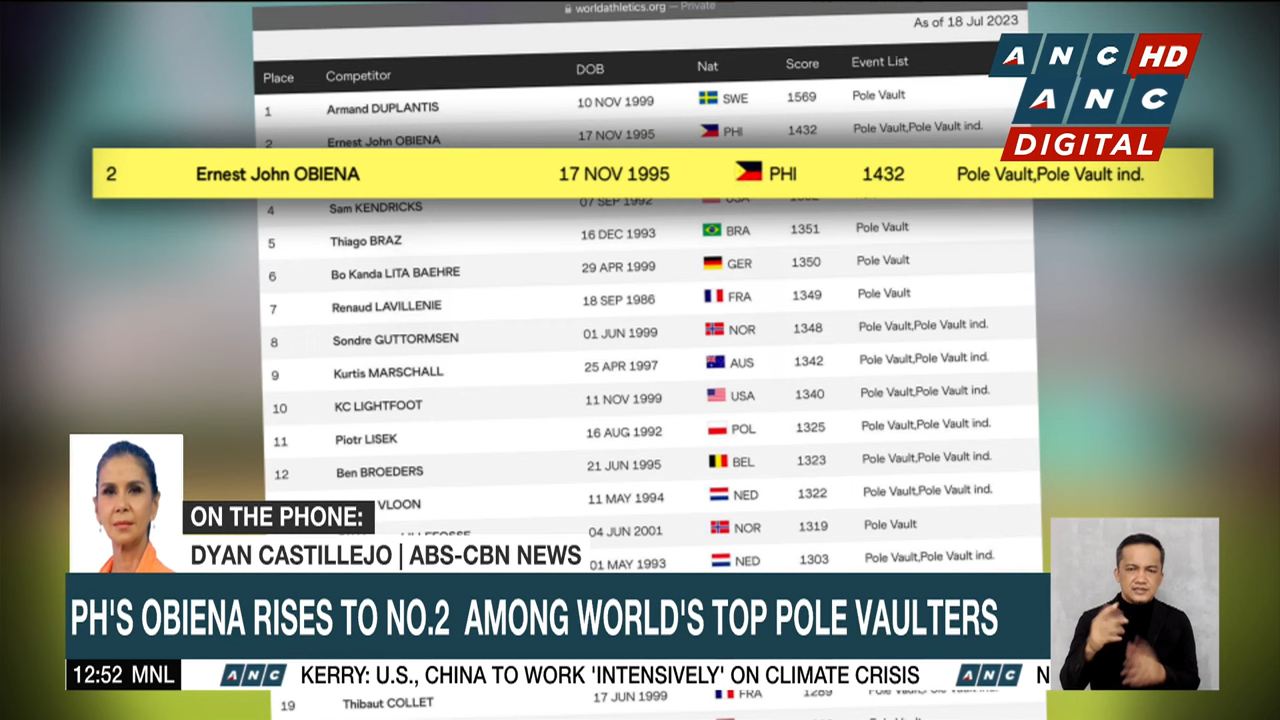 worldathletics.org — Private
As of 18 Jul 2023
ANC HD
ANC
DIGITAL
Place Competitor DOB Nat Score Event List
1 Armand DUPLANTIS 10 NOV 1999 SWE 1569 Pole Vault
2 Ernest John OBIENA 17 NOV 1995 PHI 1432 Pole Vault,Pole Vault ind.
2 Ernest John OBIENA 17 NOV 1995 PHI 1432 Pole Vault,Pole Vault ind.
4 Sam KENDRICKS 07 SEP 1992 USA
5 Thiago BRAZ 16 DEC 1993 BRA 1351 Pole Vault
6 Bo Kanda LITA BAEHRE 29 APR 1999 GER 1350 Pole Vault
7 Renaud LAVILLENIE 18 SEP 1986 FRA 1349 Pole Vault
8 Sondre GUTTORMSEN 01 JUN 1999 NOR 1348 Pole Vault,Pole Vault ind.
9 Kurtis MARSCHALL 25 APR 1997 AUS 1342 Pole Vault,Pole Vault ind.
10 KC LIGHTFOOT 11 NOV 1999 USA 1340 Pole Vault,Pole Vault ind.
11 Piotr LISEK 16 AUG 1992 POL 1325 Pole Vault,Pole Vault ind.
12 Ben BROEDERS 21 JUN 1995 BEL 1323 Pole Vault,Pole Vault ind.
VLOON 11 MAY 1994 NED 1322 Pole Vault,Pole Vault ind.
04 JUN 2001 NOR 1319 Pole Vault
01 MAY 1993 NED 1303 Pole Vault,Pole Vault ind.
ON THE PHONE:
DYAN CASTILLEJO | ABS-CBN NEWS
PH'S OBIENA RISES TO NO.2 AMONG WORLD'S TOP POLE VAULTERS
12:52 MNL ANC KERRY: U.S., CHINA TO WORK 'INTENSIVELY' ON CLIMATE CRISIS ANC N
19 Thibaut COLLET 17 JUN 1999 FRA 1289 Pole Vault,Pole Vault ind.